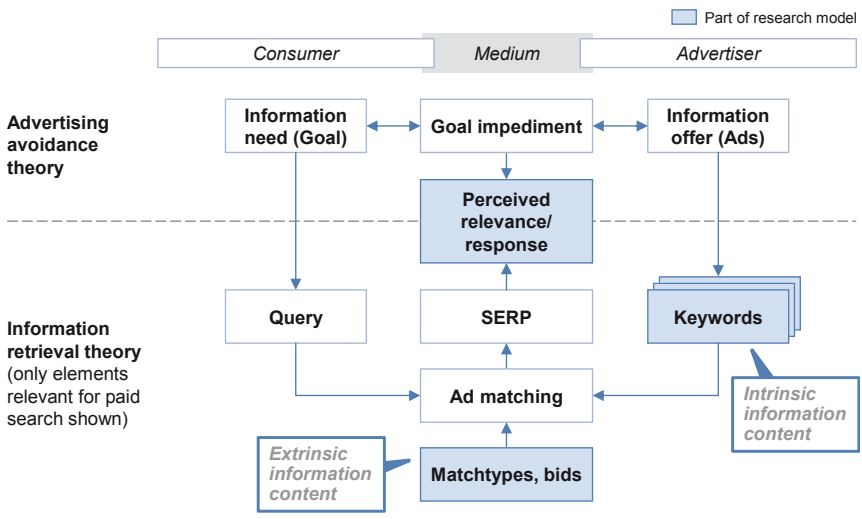 Part of research model
Consumer
Medium
Advertiser
Advertising
avoidance
theory
Information
need (Goal)
Goal impediment
Information
offer (Ads)
Perceived
relevance/
response
Information
retrieval theory
(only elements
relevant for paid
search shown)
Query
SERP
Keywords
Ad matching
Intrinsic
information
content
Extrinsic
information
content
Matchtypes, bids